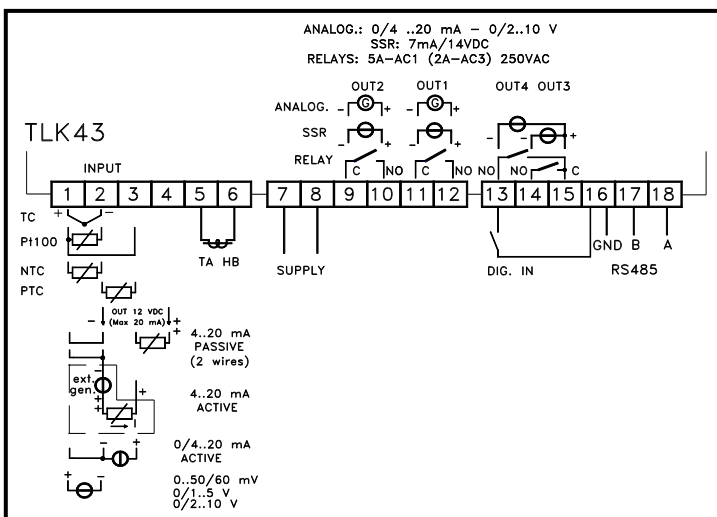 ANALOG.: 0/4 ..20 mA - 0/2..10 V
SSR: 7mA/14VDC
RELAYS: 5A-AC1 (2A-AC3) 250VAC
OUT2 OUT1 OUT4 OUT3
ANALOG. - G + - G +
SSR - + - + - - +
TLK43
RELAY C NO C NO NO NO C
INPUT
1 2 3 4 5 6 7 8 9 10 11 12 13 14 15 16 17 18
TC + -
Pt100
GND B A
TA HB
NTC
SUPPLY
DIG. IN
RS485
PTC
OUT 12 VDC
- (Max 20 mA) +
+
4..20 mA
PASSIVE
(2 wires)
-
ext.
gen.
+
+
+
I
4..20 mA
ACTIVE
- +
0/4..20 mA
ACTIVE
+ -
0..50/60 mV
0/1..5 V
0/2..10 V